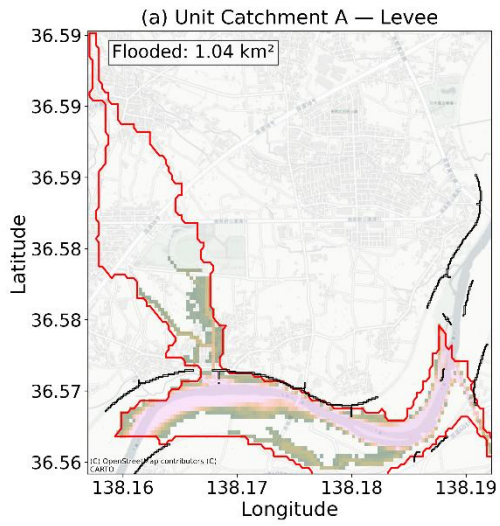 (a) Unit Catchment A — Levee
Flooded: 1.04 km²
36.59
36.59
36.59
36.58
36.58
36.57
36.56
Latitude
(C) OpenStreetMap contributors (C)
CARTO
138.16 138.17 138.18 138.19
Longitude